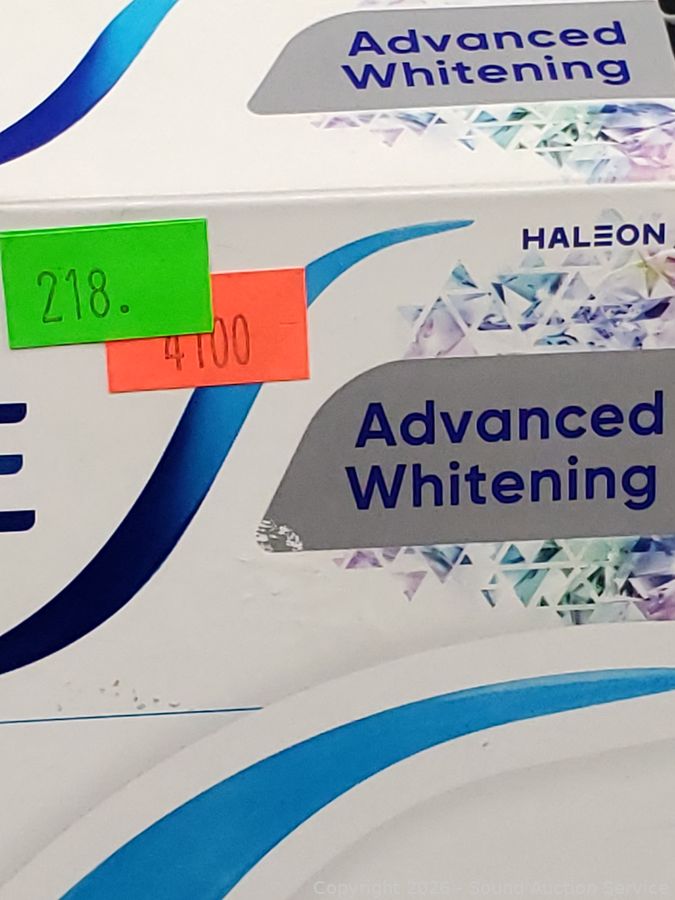 Advanced
Whitening
HALEON
218.
4100
Advanced
Whitening
E
Copyright 2026 - Sound Auction Service